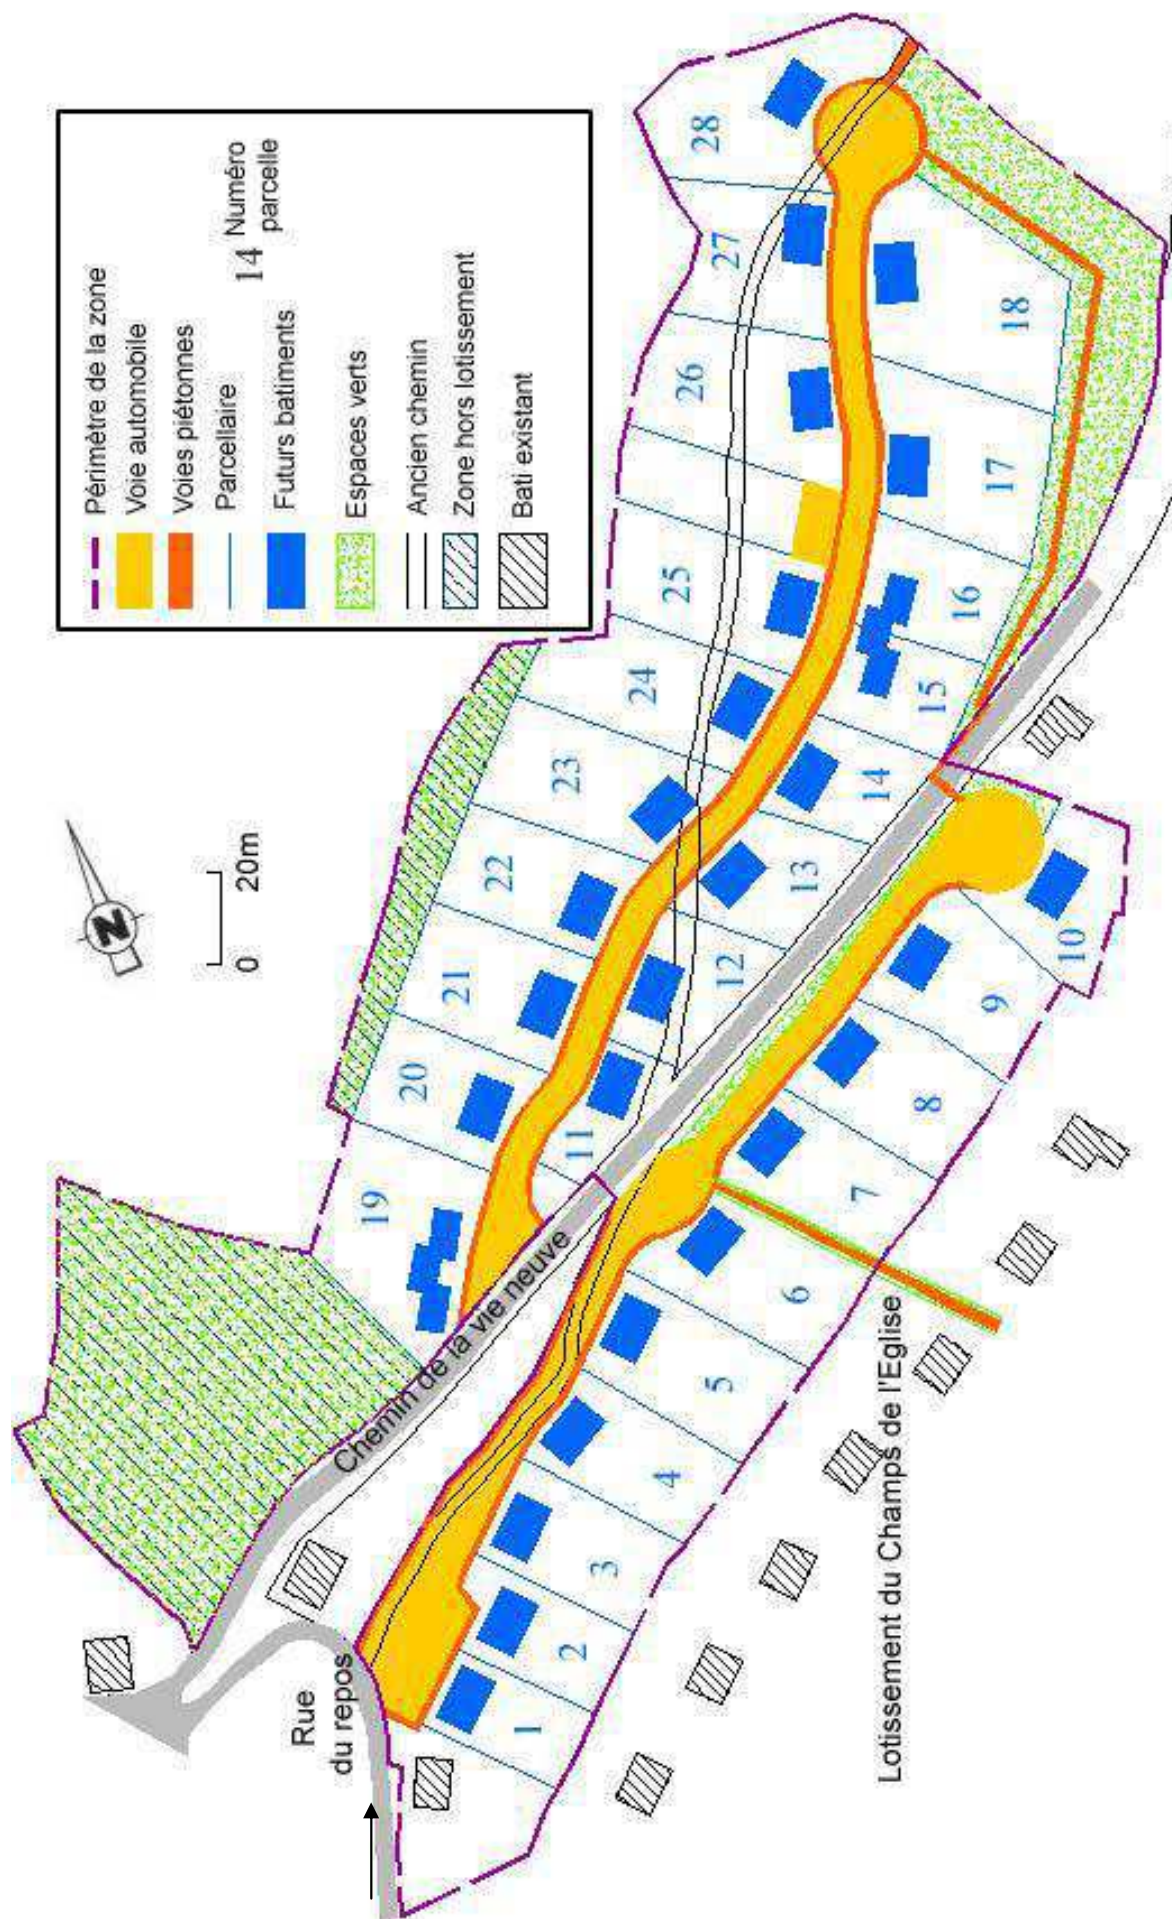 Périmètre de la zone
Voie automobile
Voies piétonnes
Parcellaire
14 Numéro
parcelle
Futurs batiments
Espaces verts
Ancien chemin
Zone hors lotissement
Bati existant
N
0 20m
28
27
26
25
24
23
22
21
20
19
18
17
16
15
14
13
12
11
10
9
8
7
6
5
4
3
2
1
Chemin de la vie neuve
Rue
du repos
Lotissement du Champs de l'Eglise